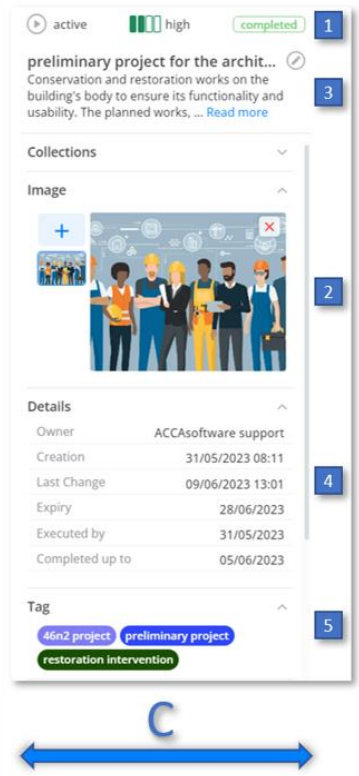 active high completed 1
preliminary project for the archit...
Conservation and restoration works on the
building's body to ensure its functionality and
usability. The planned works, ... Read more
3
Collections
Image
+
2
Details
Owner ACCAsoftware support
Creation 31/05/2023 08:11
Last Change 09/06/2023 13:01
4
Expiry 28/06/2023
Executed by 31/05/2023
Completed up to 05/06/2023
Tag
5
46n2 project preliminary project
restoration intervention
C